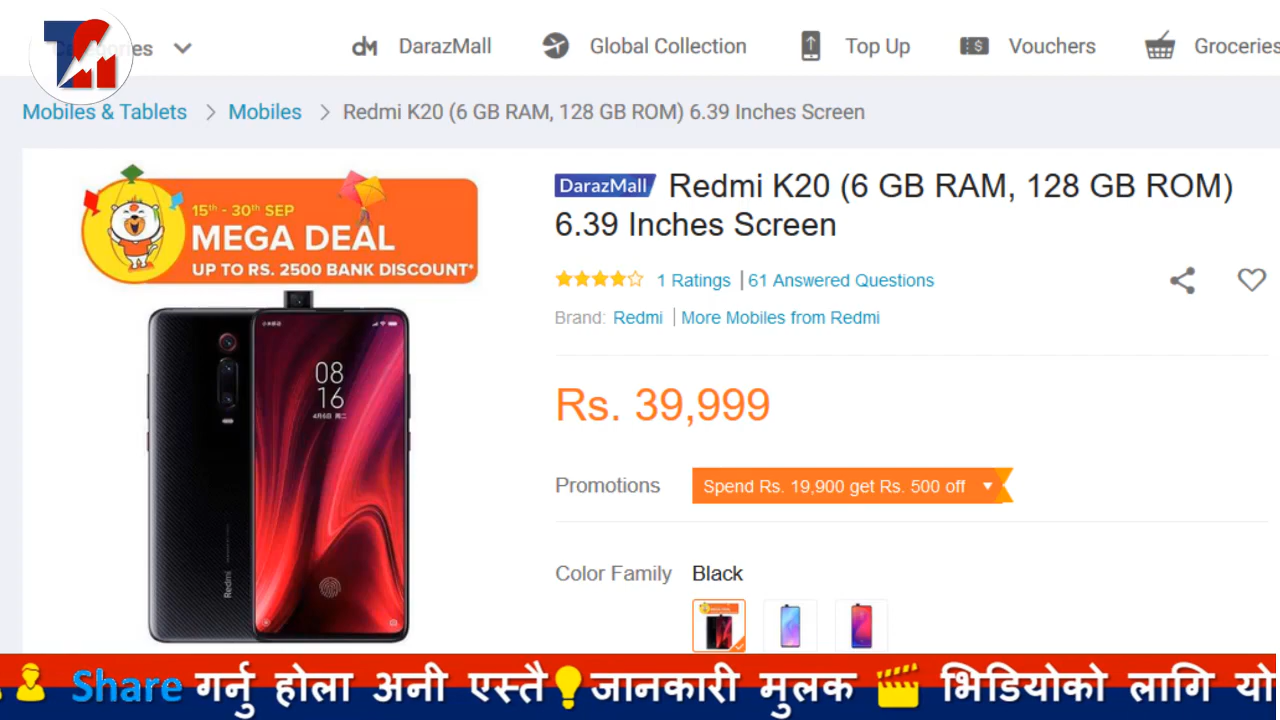 ies
DarazMall
Global Collection
Top Up
Vouchers
Groceries
Mobiles & Tablets > Mobiles > Redmi K20 (6 GB RAM, 128 GB ROM) 6.39 Inches Screen
15th - 30th SEP
MEGA DEAL
UP TO RS. 2500 BANK DISCOUNT*
08
16
Redmi
DarazMall Redmi K20 (6 GB RAM, 128 GB ROM)
6.39 Inches Screen
1 Ratings | 61 Answered Questions
Brand: Redmi | More Mobiles from Redmi
Rs. 39,999
Promotions Spend Rs. 19,900 get Rs. 500 off
Color Family Black
Share गर्नु होला अनी एस्तै जानकारी मुलक भिडियोको लागि यो